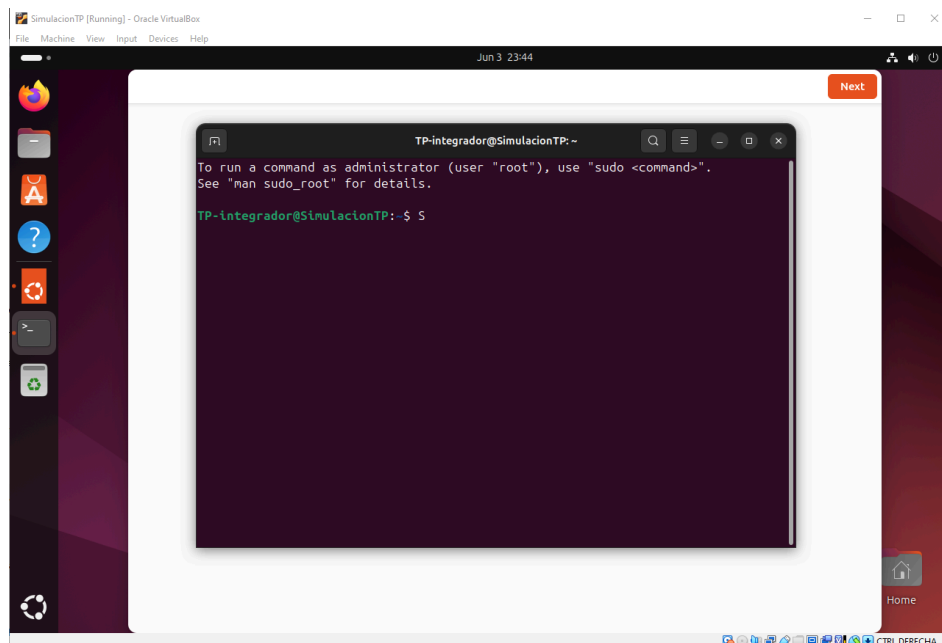 SimulacionTP [Running] - Oracle VirtualBox
File Machine View Input Devices Help
Jun 3 23:44
Next
TP-integrador@SimulacionTP: ~
To run a command as administrator (user "root"), use "sudo <command>".
See "man sudo_root" for details.
TP-integrador@SimulacionTP:~$ S
Home
CTRL DERECHA